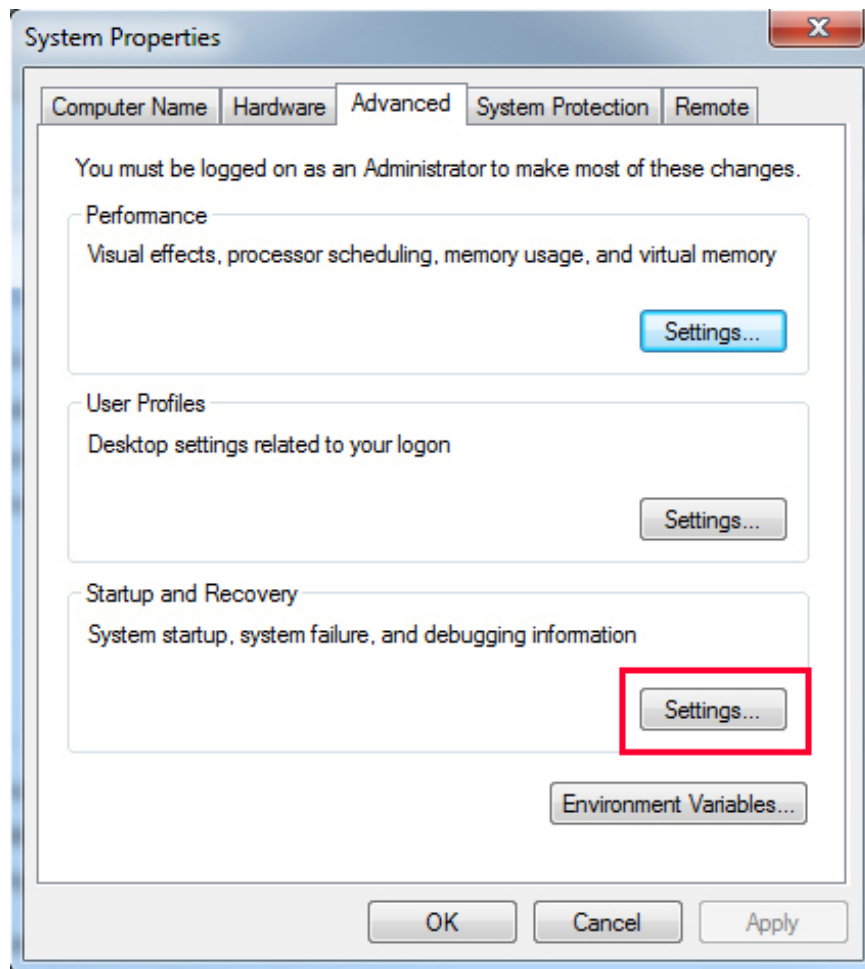 System Properties
Computer Name Hardware Advanced System Protection Remote
You must be logged on as an Administrator to make most of these changes.
Performance
Visual effects, processor scheduling, memory usage, and virtual memory
Settings...
User Profiles
Desktop settings related to your logon
Settings...
Startup and Recovery
System startup, system failure, and debugging information
Settings...
Environment Variables...
OK Cancel Apply